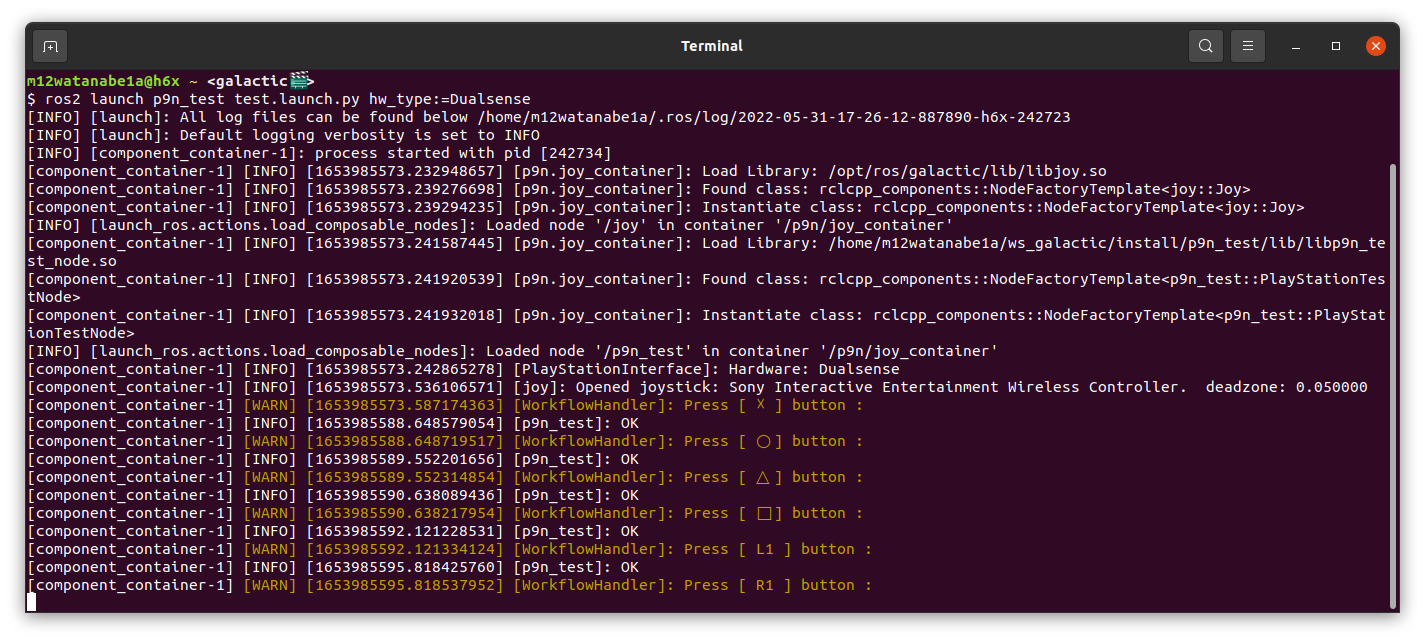 Terminal
m12watanabe1a@h6x ~ <galactic🎬>
$ ros2 launch p9n_test test.launch.py hw_type:=Dualsense
[INFO] [launch]: All log files can be found below /home/m12watanabe1a/.ros/log/2022-05-31-17-26-12-887890-h6x-242723
[INFO] [launch]: Default logging verbosity is set to INFO
[INFO] [component_container-1]: process started with pid [242734]
[component_container-1] [INFO] [1653985573.232948657] [p9n.joy_container]: Load Library: /opt/ros/galactic/lib/libjoy.so
[component_container-1] [INFO] [1653985573.239276698] [p9n.joy_container]: Found class: rclcpp_components::NodeFactoryTemplate<joy::Joy>
[component_container-1] [INFO] [1653985573.239294235] [p9n.joy_container]: Instantiate class: rclcpp_components::NodeFactoryTemplate<joy::Joy>
[INFO] [launch_ros.actions.load_composable_nodes]: Loaded node '/joy' in container '/p9n/joy_container'
[component_container-1] [INFO] [1653985573.241587445] [p9n.joy_container]: Load Library: /home/m12watanabe1a/ws_galactic/install/p9n_test/lib/libp9n_te
st_node.so
[component_container-1] [INFO] [1653985573.241920539] [p9n.joy_container]: Found class: rclcpp_components::NodeFactoryTemplate<p9n_test::PlayStationTes
tNode>
[component_container-1] [INFO] [1653985573.241932018] [p9n.joy_container]: Instantiate class: rclcpp_components::NodeFactoryTemplate<p9n_test::PlayStat
ionTestNode>
[INFO] [launch_ros.actions.load_composable_nodes]: Loaded node '/p9n_test' in container '/p9n/joy_container'
[component_container-1] [INFO] [1653985573.242865278] [PlayStationInterface]: Hardware: Dualsense
[component_container-1] [INFO] [1653985573.536106571] [joy]: Opened joystick: Sony Interactive Entertainment Wireless Controller.  deadzone: 0.050000
[component_container-1] [WARN] [1653985573.587174363] [WorkflowHandler]: Press [ ☓ ] button :
[component_container-1] [INFO] [1653985588.648579054] [p9n_test]: OK
[component_container-1] [WARN] [1653985588.648719517] [WorkflowHandler]: Press [ ○ ] button :
[component_container-1] [INFO] [1653985589.552201656] [p9n_test]: OK
[component_container-1] [WARN] [1653985589.552314854] [WorkflowHandler]: Press [ △ ] button :
[component_container-1] [INFO] [1653985590.638089436] [p9n_test]: OK
[component_container-1] [WARN] [1653985590.638217954] [WorkflowHandler]: Press [ □ ] button :
[component_container-1] [INFO] [1653985592.121228531] [p9n_test]: OK
[component_container-1] [WARN] [1653985592.121334124] [WorkflowHandler]: Press [ L1 ] button :
[component_container-1] [INFO] [1653985595.818425760] [p9n_test]: OK
[component_container-1] [WARN] [1653985595.818537952] [WorkflowHandler]: Press [ R1 ] button :